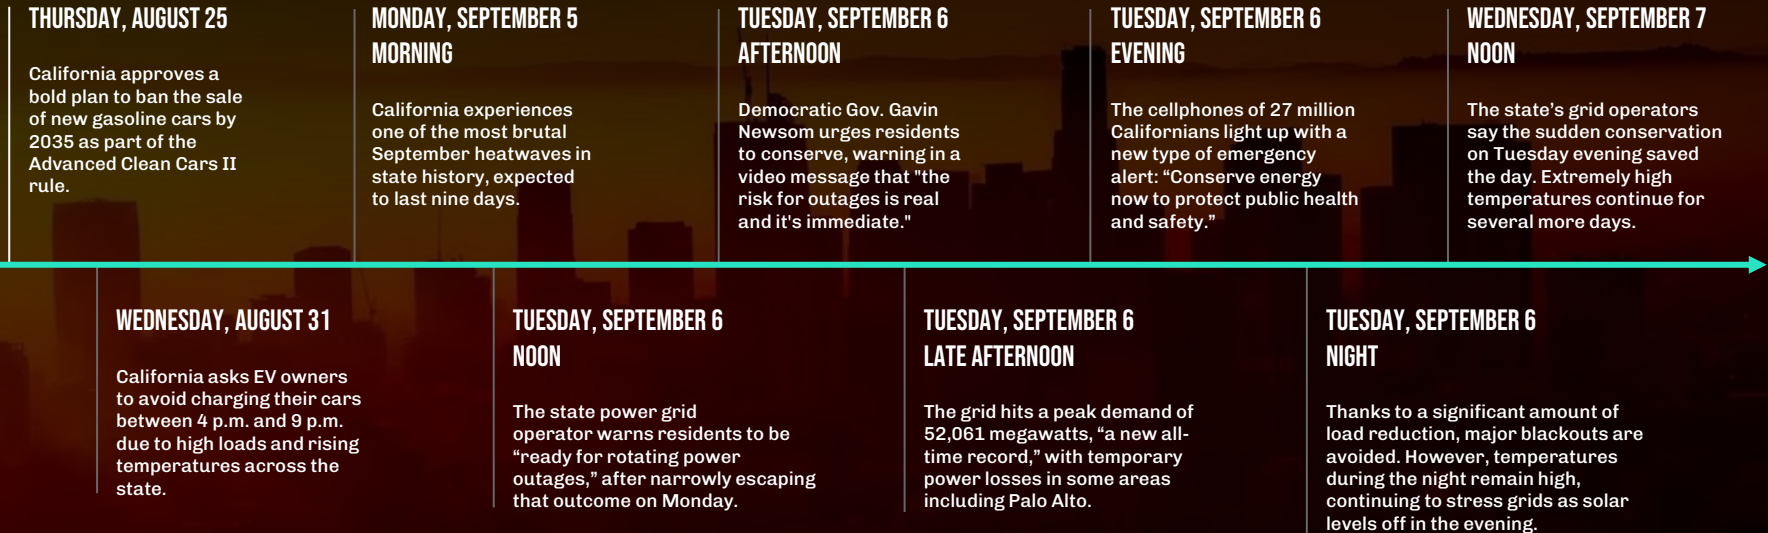 THURSDAY, AUGUST 25
California approves a
bold plan to ban the sale
of new gasoline cars by
2035 as part of the
Advanced Clean Cars II
rule.
WEDNESDAY, AUGUST 31
California asks EV owners
to avoid charging their cars
between 4 p.m. and 9 p.m.
due to high loads and rising
temperatures across the
state.
MONDAY, SEPTEMBER 5
MORNING
California experiences
one of the most brutal
September heatwaves in
state history, expected
to last nine days.
TUESDAY, SEPTEMBER 6
NOON
The state power grid
operator warns residents to be
“ready for rotating power
outages,” after narrowly escaping
that outcome on Monday.
TUESDAY, SEPTEMBER 6
AFTERNOON
Democratic Gov. Gavin
Newsom urges residents
to conserve, warning in a
video message that "the
risk for outages is real
and it's immediate."
TUESDAY, SEPTEMBER 6
LATE AFTERNOON
The grid hits a peak demand of
52,061 megawatts, “a new all-
time record,” with temporary
power losses in some areas
including Palo Alto.
TUESDAY, SEPTEMBER 6
EVENING
The cellphones of 27 million
Californians light up with a
new type of emergency
alert: “Conserve energy
now to protect public health
and safety.”
TUESDAY, SEPTEMBER 6
NIGHT
Thanks to a significant amount of
load reduction, major blackouts are
avoided. However, temperatures
during the night remain high,
continuing to stress grids as solar
levels off in the evening.
WEDNESDAY, SEPTEMBER 7
NOON
The state’s grid operators
say the sudden conservation
on Tuesday evening saved
the day. Extremely high
temperatures continue for
several more days.